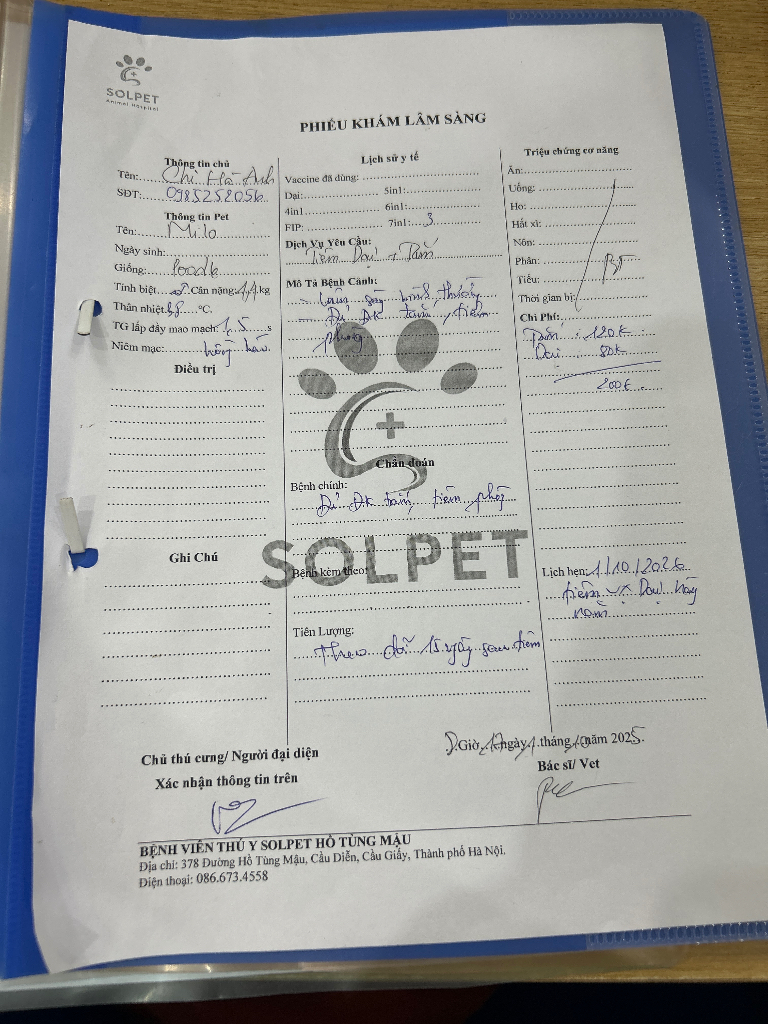 SOLPET
Animal Hospital
PHIẾU KHÁM LÂM SÀNG
Thông tin chủ
Tên: Chị Hà Anh
SĐT: 0985258056
Thông tin Pet
Tên: Milo
Ngày sinh:
Giống: Poodle
Tính biệt Cân nặng: 4,4 kg
Thân nhiệt: 38 °C.
TG lấp đầy mao mạch: 1,5 s
Niêm mạc: hồng hào
Điều trị
Ghi Chú
Lịch sử y tế
Vaccine đã dùng:
Dại: 5in1:
4in1 6in1:
FIP: 7in1: 3
Dịch Vụ Yêu Cầu:
Tiêm Dại + Tắm
Mô Tả Bệnh Cảnh:
- bình thường
- Đủ ĐK tắm, tiêm
phòng
Chẩn đoán
Bệnh chính:
Đủ ĐK tắm, tiêm phòng
SOLPET
Bệnh kèm theo:
Tiên Lượng:
Theo dõi 15 ngày sau tiêm
Triệu chứng cơ năng
Ăn:
Uống:
Ho:
Hắt xì:
Nôn:
Phân:
Tiểu: BT
Thời gian bị:
Chi Phí:
Tắm: 120K
Dại 80K
200K
Lịch hẹn: 1/10/2026
tiêm vx Dại hàng
năm
Giờ 17 ngày 1 tháng 10 năm 2025.
Chủ thú cưng/ Người đại diện
Xác nhận thông tin trên
Bác sĩ/ Vet
BỆNH VIÊN THÚ Y SOLPET HỒ TÙNG MẬU
Địa chỉ: 378 Đường Hồ Tùng Mậu, Cầu Diễn, Cầu Giấy, Thành phố Hà Nội.
Điện thoại: 086.673.4558